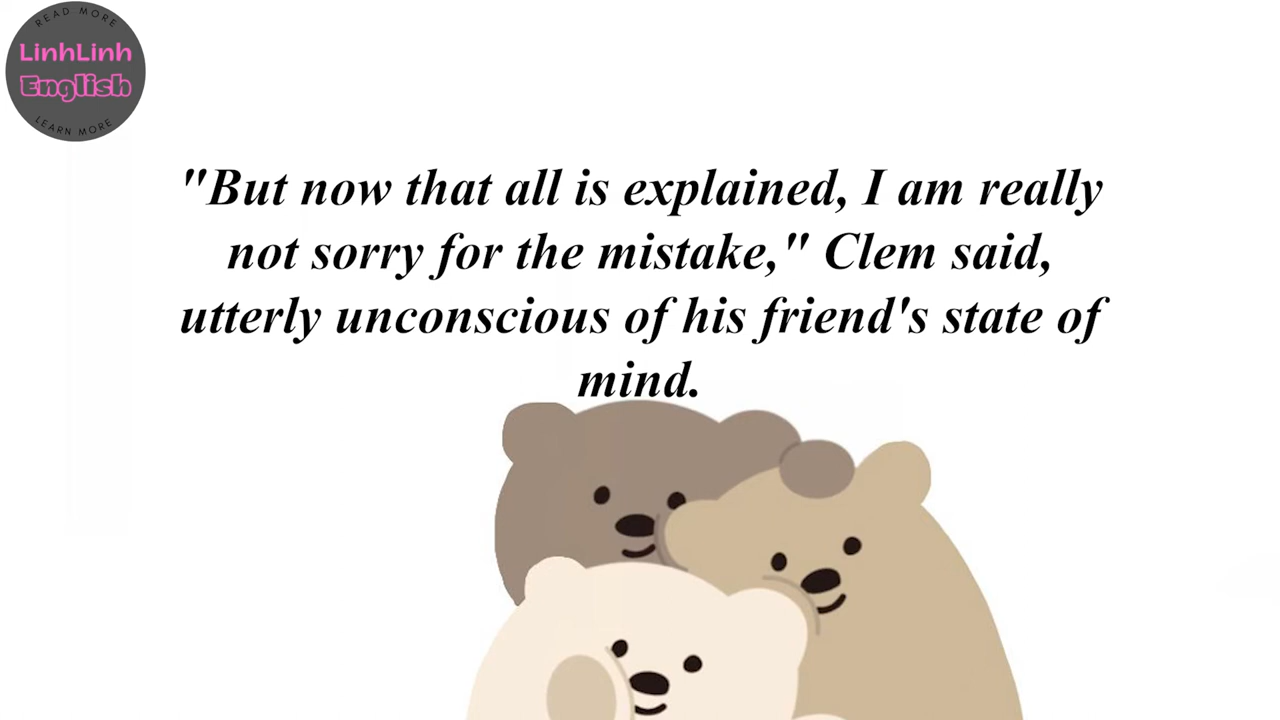 READ MORE
LinhLinh
English
LEARN MORE
"But now that all is explained, I am really
not sorry for the mistake," Clem said,
utterly unconscious of his friend's state of
mind.